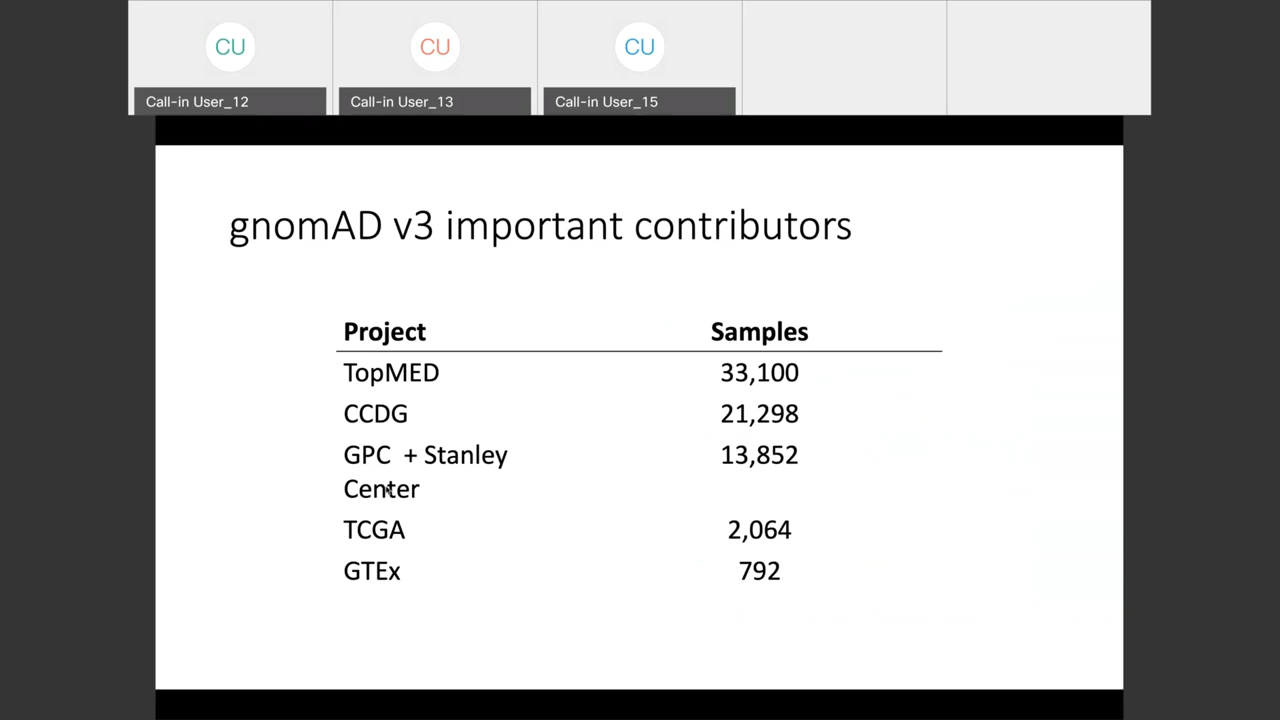 CU CU CU
Call-in User_12 Call-in User_13 Call-in User_15
gnomAD v3 important contributors
Project Samples
TopMED 33,100
CCDG 21,298
GPC + Stanley 13,852
Center
TCGA 2,064
GTEx 792